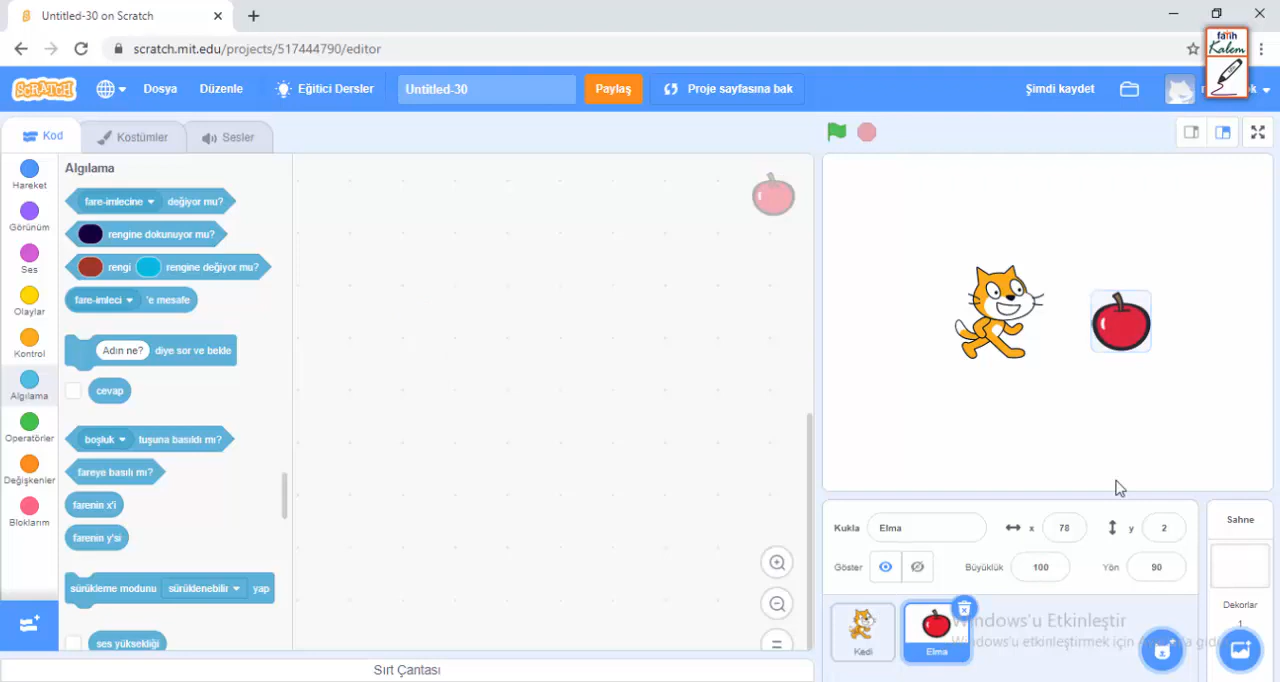 Untitled-30 on Scratch
scratch.mit.edu/projects/517444790/editor
fatih
Kalem
SCRATCH
Dosya
Düzenle
Eğitici Dersler
Untitled-30
Paylaş
Proje sayfasına bak
Şimdi kaydet
Kod
Kostümler
Sesler
Hareket
Görünüm
Ses
Olaylar
Kontrol
Algılama
Operatörler
Değişkenler
Bloklarım
Algılama
fare-imlecine değiyor mu?
rengine dokunuyor mu?
rengi rengine değiyor mu?
fare-imleci 'e mesafe
Adın ne? diye sor ve bekle
cevap
boşluk tuşuna basıldı mı?
fareye basılı mı?
farenin x'i
farenin y'si
sürükleme modunu sürüklenebilir yap
ses yüksekliği
Kukla Elma x 78 y 2
Göster Büyüklük 100 Yön 90
Kedi
Elma
Sahne
Dekorlar
1
Windows'u Etkinleştir
Windows'u etkinleştirmek için
Sırt Çantası